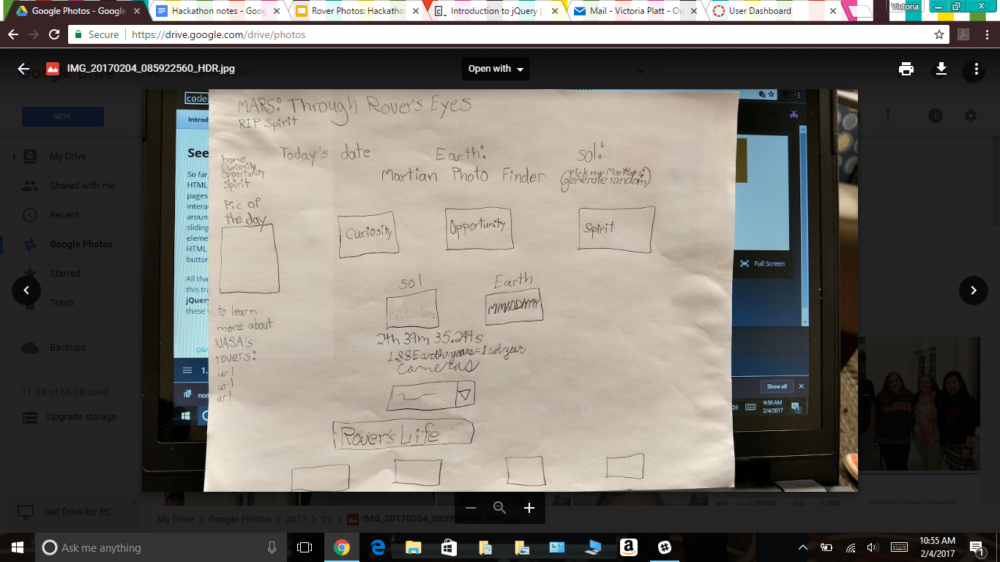 Google Photos - Google
Hackathon notes - Goog
Rover Photos: Hackathon
Introduction to jQuery |
Mail - Victoria Platt - Ou
User Dashboard
Victoria
Secure
https://drive.google.com/drive/photos
IMG_20170204_085922560_HDR.jpg
Open with
NEW
My Drive
Shared with me
Recent
Google Photos
Starred
Trash
Backups
11 GB of 65 GB used
Upgrade storage
Get Drive for PC
code
Introd
See
So far,
HTML
pages
intera
aroun
sliding
eleme
HTML
button
All tha
this tra
jQuery
these
Q&A
1.
nod
MARS: Through Rover's Eyes
RIP Spirit
Today's date Earth: sol:
Martian Photo Finder (pick my Martian: generate random)
home
Curiosity
Opportunity
Spirit
Pic of
the day
Curiosity Opportunity Spirit
sol Earth
calendar MM/DD/YYYY
24h 39m 35.244s
1.88 Earth years = 1 sol year
Cameras
to learn
more about
NASA's
rovers:
url
url
url
Rover's Life
Full Screen
Show all
9:59 AM
2/4/2017
My Drive > Google Photos > 2017 > 02 > IMG_20170204_085922560_HDR.jpg
Ask me anything
10:55 AM
2/4/2017